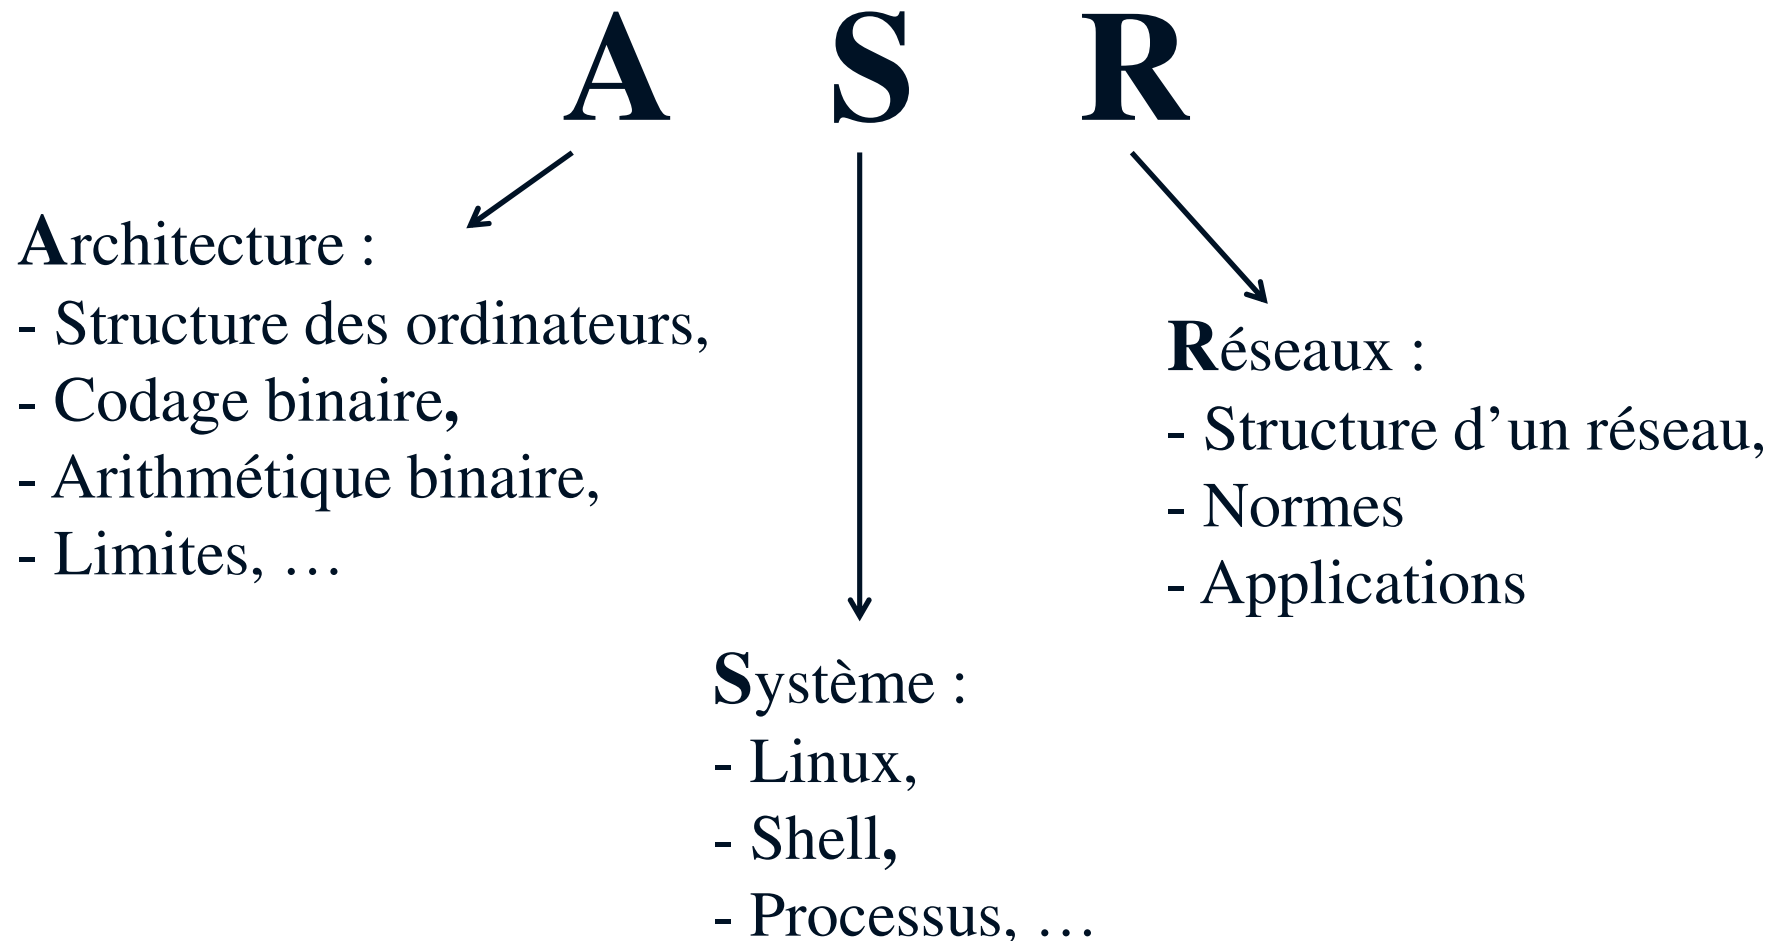 A S R
Architecture :
- Structure des ordinateurs,
- Codage binaire,
- Arithmétique binaire,
- Limites, …
Réseaux :
- Structure d’un réseau,
- Normes
- Applications
Système :
- Linux,
- Shell,
- Processus, …